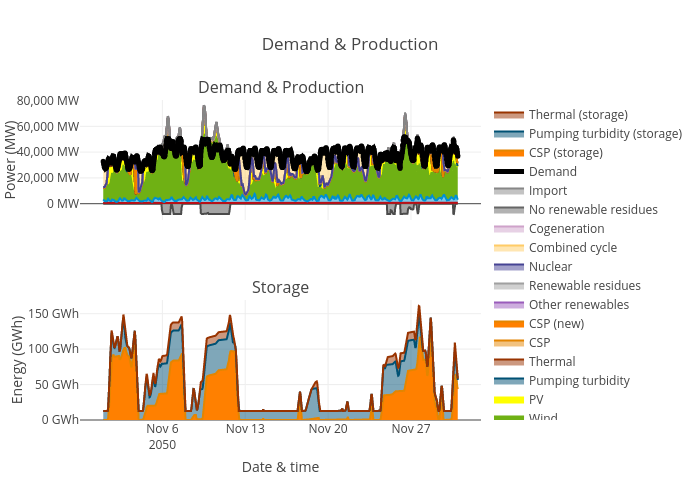 Demand & Production
Demand & Production
80,000 MW
60,000 MW
40,000 MW
20,000 MW
0 MW
Power (MW)
Storage
150 GWh
100 GWh
50 GWh
0 GWh
Energy (GWh)
Nov 6
2050
Nov 13
Nov 20
Nov 27
Date & time
Thermal (storage)
Pumping turbidity (storage)
CSP (storage)
Demand
Import
No renewable residues
Cogeneration
Combined cycle
Nuclear
Renewable residues
Other renewables
CSP (new)
CSP
Thermal
Pumping turbidity
PV
Wind